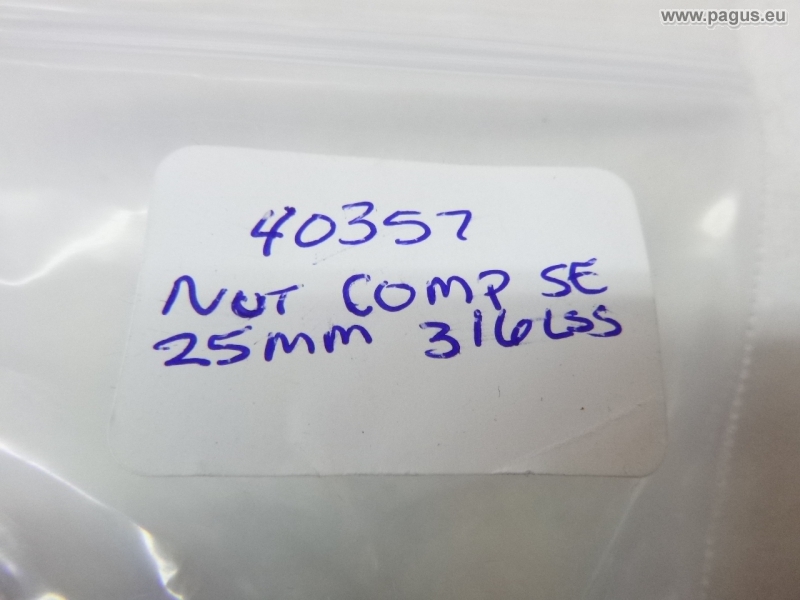 www.pagus.eu
40357
NUT COMP SE
25mm 316LSS